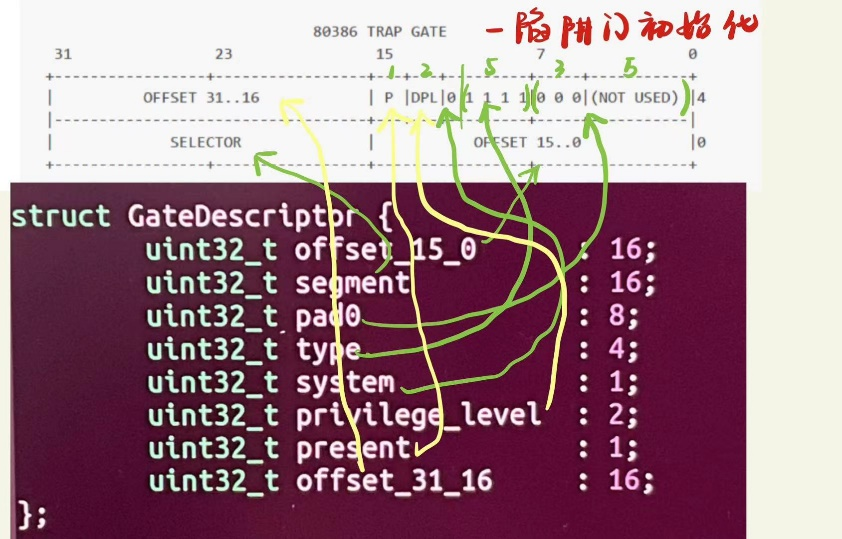 80386 TRAP GATE
-陷阱门初始化
31 23 15 7 0
1 2 5 3 5
| OFFSET 31..16 | P |DPL|0|(1 1 1 1)|(0 0 0|(NOT USED))|4
| SELECTOR | OFFSET 15..0 |0
struct GateDescriptor {
uint32_t offset_15_0 : 16;
uint32_t segment : 16;
uint32_t pad0 : 8;
uint32_t type : 4;
uint32_t system : 1;
uint32_t privilege_level : 2;
uint32_t present : 1;
uint32_t offset_31_16 : 16;
};